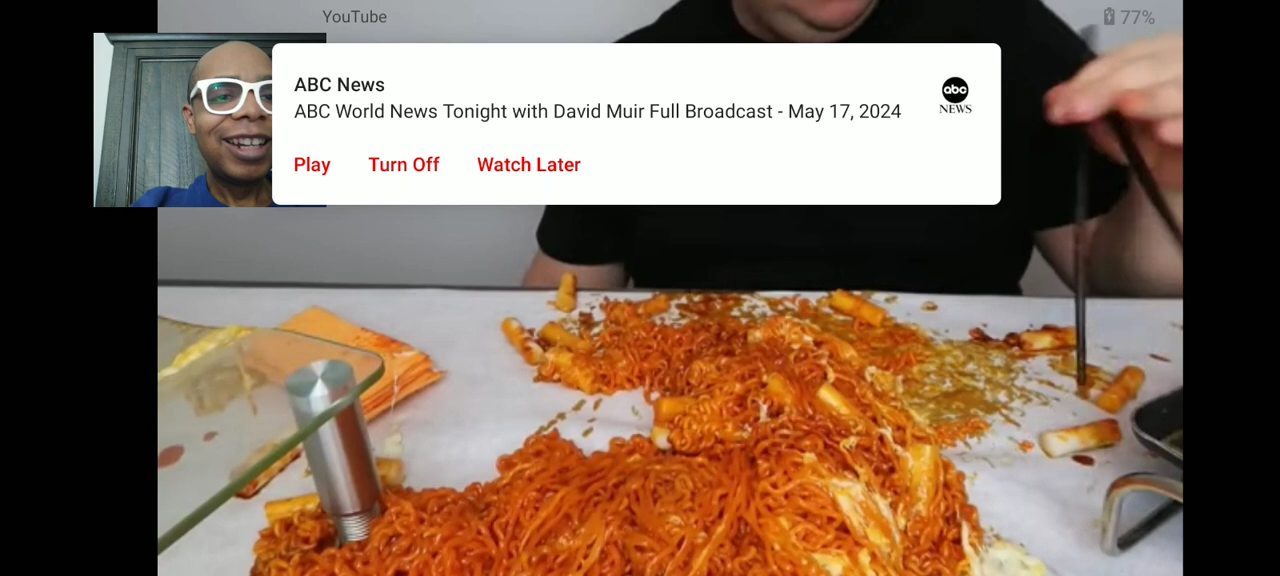 YouTube
77%
ABC News
ABC World News Tonight with David Muir Full Broadcast - May 17, 2024
abc
NEWS
Play Turn Off Watch Later